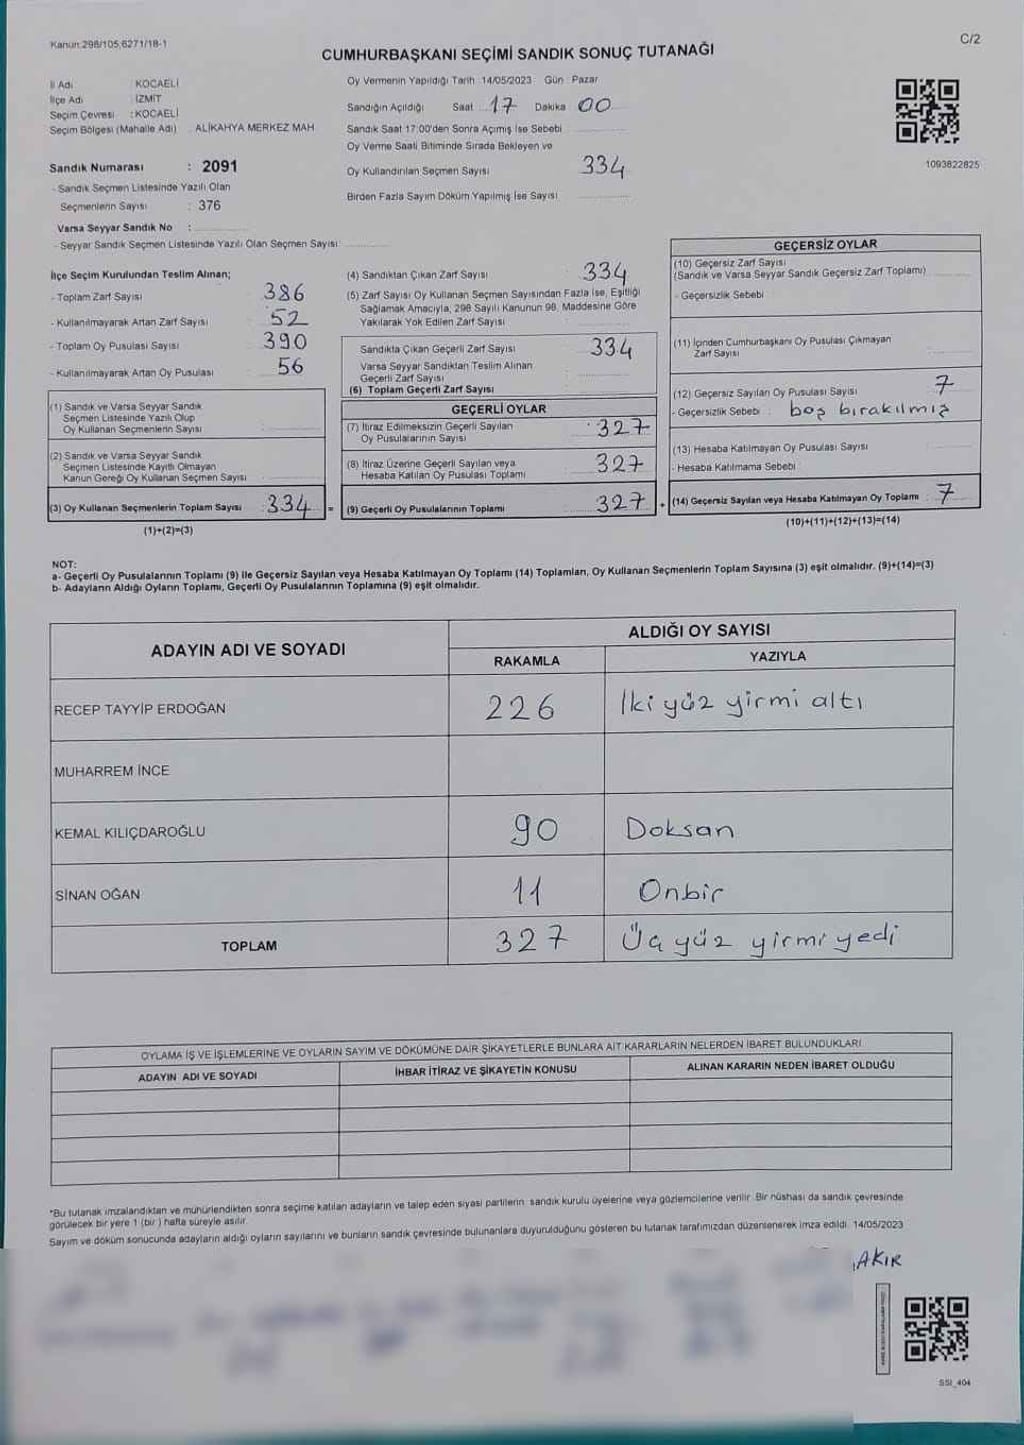 Kanun:298/105,6271/18-1
C/2
CUMHURBAŞKANI SEÇİMİ SANDIK SONUÇ TUTANAĞI
İl Adı : KOCAELİ
İlçe Adı : İZMİT
Seçim Çevresi : KOCAELİ
Seçim Bölgesi (Mahalle Adı) : ALİKAHYA MERKEZ MAH
Sandık Numarası : 2091
- Sandık Seçmen Listesinde Yazılı Olan
Seçmenlerin Sayısı : 376
Varsa Seyyar Sandık No :
- Seyyar Sandık Seçmen Listesinde Yazılı Olan Seçmen Sayısı:
Oy Vermenin Yapıldığı Tarih : 14/05/2023 Gün : Pazar
Sandığın Açıldığı Saat 17 Dakika 00
Sandık Saat 17:00'den Sonra Açımış İse Sebebi
Oy Verme Saati Bitiminde Sırada Bekleyen ve
Oy Kullandırılan Seçmen Sayısı 334
Birden Fazla Sayım Döküm Yapılmış İse Sayısı
1093822825
İlçe Seçim Kurulundan Teslim Alınan;
- Toplam Zarf Sayısı 386
- Kullanılmayarak Artan Zarf Sayısı 52
- Toplam Oy Pusulası Sayısı 390
- Kullanılmayarak Artan Oy Pusulası 56
(1) Sandık ve Varsa Seyyar Sandık
Seçmen Listesinde Yazılı Olup
Oy Kullanan Seçmenlerin Sayısı
(2) Sandık ve Varsa Seyyar Sandık
Seçmen Listesinde Kayıtlı Olmayan
Kanun Gereği Oy Kullanan Seçmen Sayısı
(3) Oy Kullanan Seçmenlerin Toplam Sayısı : 334 =
(1)+(2)=(3)
(4) Sandıktan Çıkan Zarf Sayısı 334
(5) Zarf Sayısı Oy Kullanan Seçmen Sayısından Fazla İse, Eşitliği
Sağlamak Amacıyla, 298 Sayılı Kanunun 98. Maddesine Göre
Yakılarak Yok Edilen Zarf Sayısı
Sandıkta Çıkan Geçerli Zarf Sayısı 334
Varsa Seyyar Sandıktan Teslim Alınan
Geçerli Zarf Sayısı
(6) Toplam Geçerli Zarf Sayısı
GEÇERLİ OYLAR
(7) İtiraz Edilmeksizin Geçerli Sayılan
Oy Pusulalarının Sayısı 327
(8) İtiraz Üzerine Geçerli Sayılan veya
Hesaba Katılan Oy Pusulası Toplamı 327
(9) Geçerli Oy Pusulalarının Toplamı 327 +
GEÇERSİZ OYLAR
(10) Geçersiz Zarf Sayısı
(Sandık ve Varsa Seyyar Sandık Geçersiz Zarf Toplamı)
- Geçersizlik Sebebi
(11) İçinden Cumhurbaşkanı Oy Pusulası Çıkmayan
Zarf Sayısı
(12) Geçersiz Sayılan Oy Pusulası Sayısı 7
- Geçersizlik Sebebi : boş bırakılmış
(13) Hesaba Katılmayan Oy Pusulası Sayısı
- Hesaba Katılmama Sebebi
(14) Geçersiz Sayılan veya Hesaba Katılmayan Oy Toplamı : 7
(10)+(11)+(12)+(13)=(14)
NOT:
a- Geçerli Oy Pusulalarının Toplamı (9) ile Geçersiz Sayılan veya Hesaba Katılmayan Oy Toplamı (14) Toplamları, Oy Kullanan Seçmenlerin Toplam Sayısına (3) eşit olmalıdır. (9)+(14)=(3)
b- Adayların Aldığı Oyların Toplamı, Geçerli Oy Pusulalarının Toplamına (9) eşit olmalıdır.
ADAYIN ADI VE SOYADI
ALDIĞI OY SAYISI
RAKAMLA YAZIYLA
RECEP TAYYİP ERDOĞAN 226 İki yüz yirmi altı
MUHARREM İNCE
KEMAL KILIÇDAROĞLU 90 Doksan
SİNAN OĞAN 11 Onbir
TOPLAM 327 Üç yüz yirmi yedi
OYLAMA İŞ VE İŞLEMLERİNE VE OYLARIN SAYIM VE DÖKÜMÜNE DAİR ŞİKAYETLERLE BUNLARA AİT KARARLARIN NELERDEN İBARET BULUNDUKLARI
ADAYIN ADI VE SOYADI İHBAR İTİRAZ VE ŞİKAYETİN KONUSU ALINAN KARARIN NEDEN İBARET OLDUĞU
*Bu tutanak imzalandıktan ve mühürlendikten sonra seçime katılan adayların ve talep eden siyasi partilerin sandık kurulu üyelerine veya gözlemcilerine verilir. Bir nüshası da sandık çevresinde
görülecek bir yere 1 (bir ) hafta süreyle asılır.
Sayım ve döküm sonucunda adayların aldığı oyların sayılarını ve bunların sandık çevresinde bulunanlara duyurulduğunu gösteren bu tutanak tarafımızdan düzenlenerek imza edildi. 14/05/2023
AKIR
SSI_404